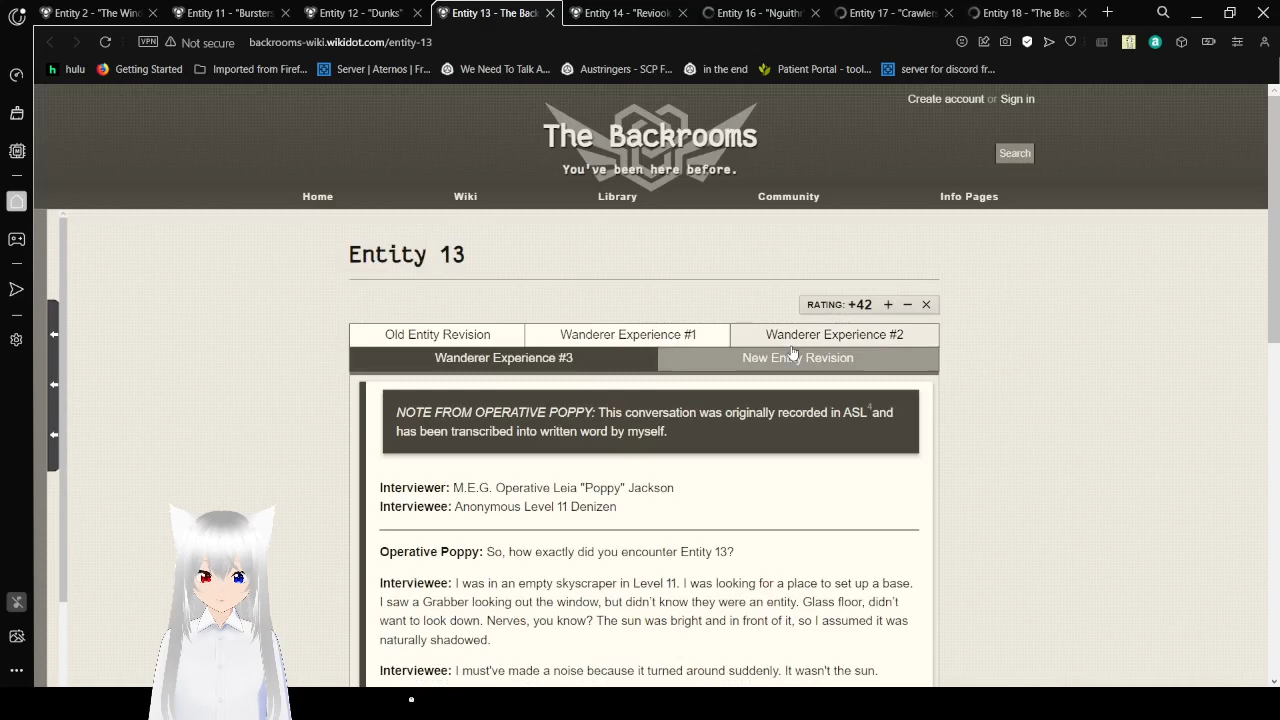 Entity 2 - "The Wind
Entity 11 - "Bursters
Entity 12 - "Dunks"
Entity 13 - The Back
Entity 14 - "Reviook
Entity 16 - "Nguithr
Entity 17 - "Crawlers
Entity 18 - "The Bea
VPN
Not secure
backrooms-wiki.wikidot.com/entity-13
hulu
Getting Started
Imported from Firef...
Server | Aternos | Fr...
We Need To Talk A...
Austringers - SCP F...
in the end
Patient Portal - tool...
server for discord fr...
Create account or Sign in
The Backrooms
You've been here before.
Search
Home
Wiki
Library
Community
Info Pages
Entity 13
RATING: +42 + – ×
Old Entity Revision
Wanderer Experience #1
Wanderer Experience #2
Wanderer Experience #3
New Entity Revision
NOTE FROM OPERATIVE POPPY: This conversation was originally recorded in ASL4 and
has been transcribed into written word by myself.
Interviewer: M.E.G. Operative Leia "Poppy" Jackson
Interviewee: Anonymous Level 11 Denizen
Operative Poppy: So, how exactly did you encounter Entity 13?
Interviewee: I was in an empty skyscraper in Level 11. I was looking for a place to set up a base.
I saw a Grabber looking out the window, but didn't know they were an entity. Glass floor, didn't
want to look down. Nerves, you know? The sun was bright and in front of it, so I assumed it was
naturally shadowed.
Interviewee: I must've made a noise because it turned around suddenly. It wasn't the sun.